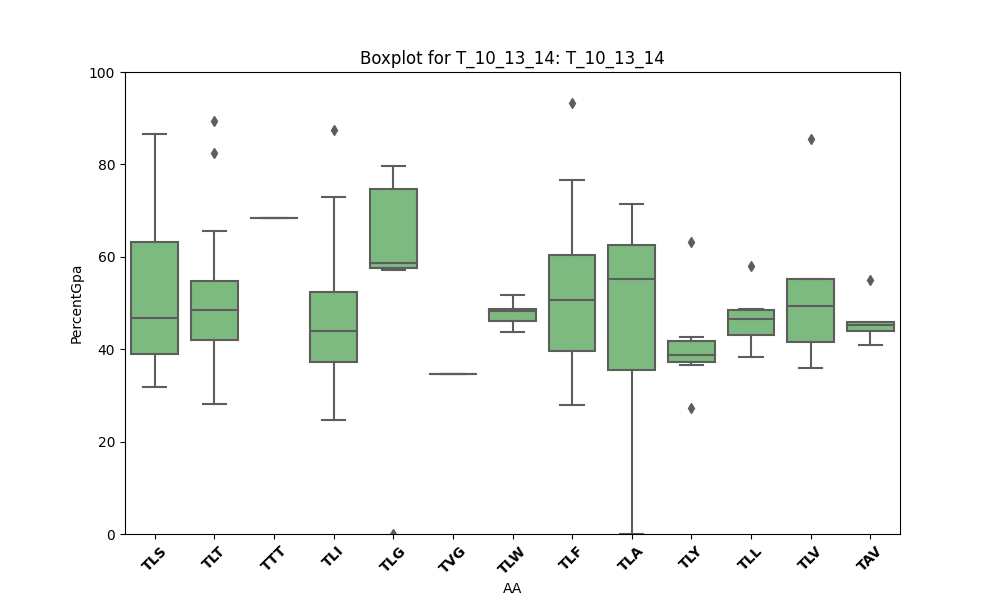 Boxplot for T_10_13_14: T_10_13_14
100
80
60
40
20
0
PercentGpa
TLS TLT TTT TLI TLG TVG TLW TLF TLA TLY TLL TLV TAV
AA